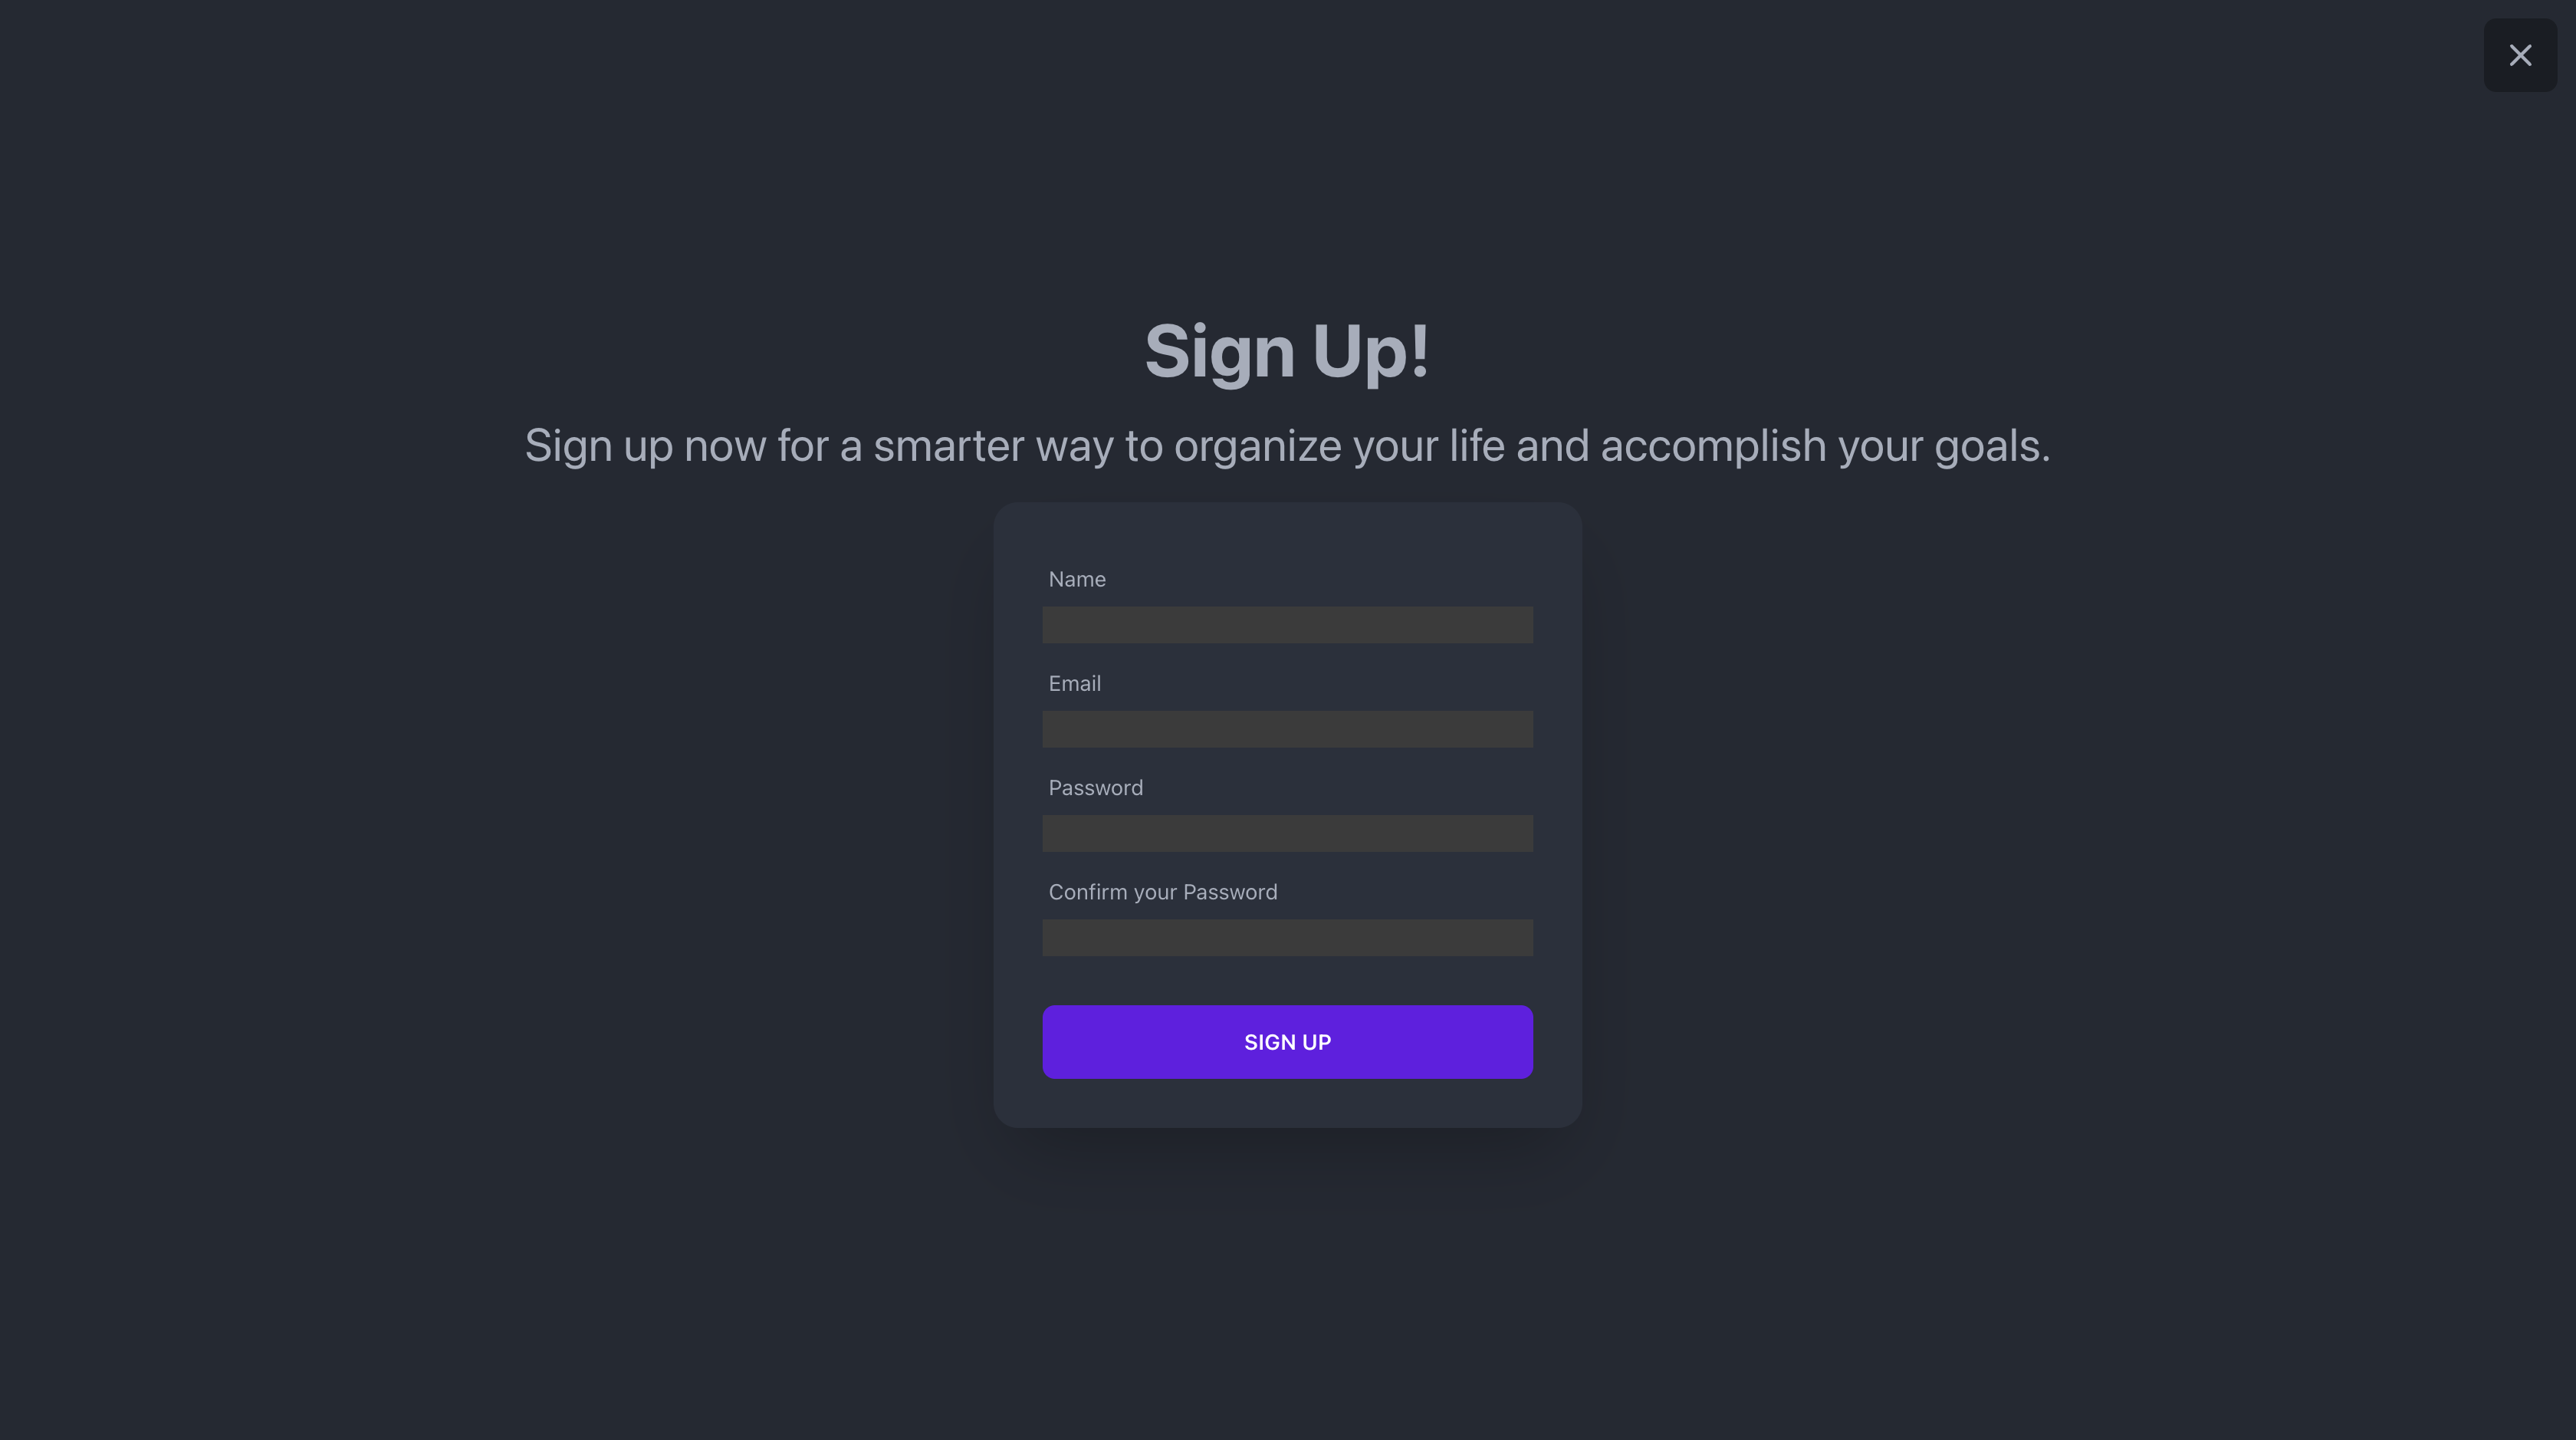 Sign Up!
Sign up now for a smarter way to organize your life and accomplish your goals.
Name
Email
Password
Confirm your Password
SIGN UP